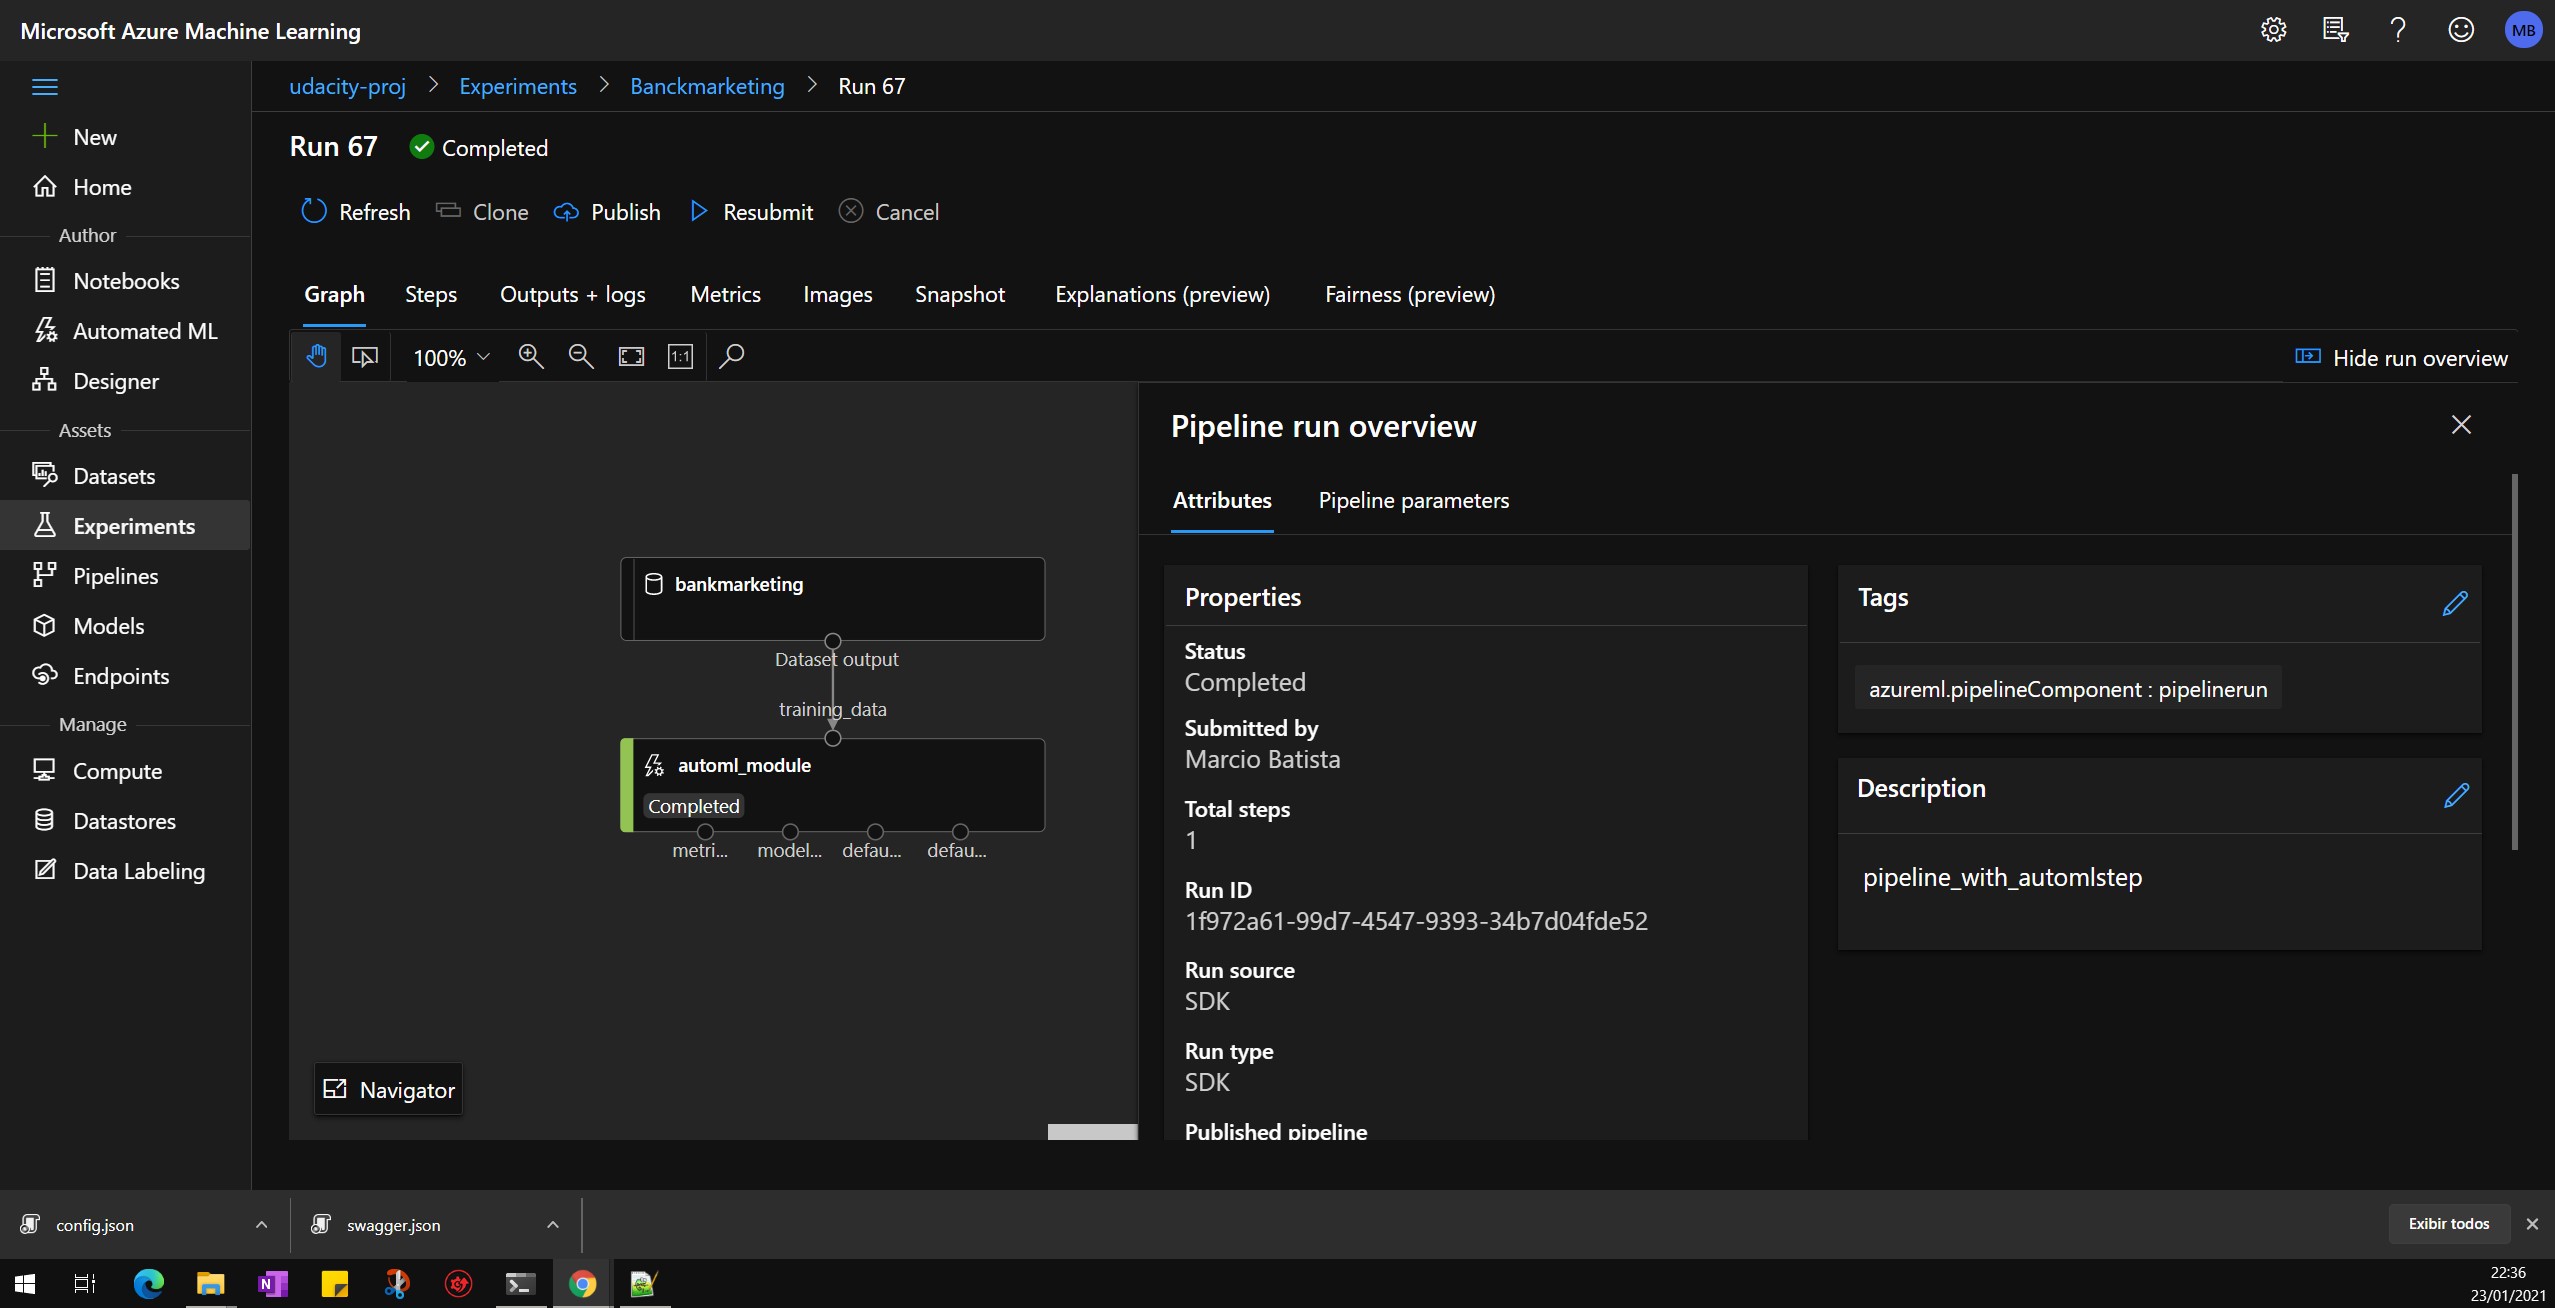 Microsoft Azure Machine Learning
MB
udacity-proj > Experiments > Banckmarketing > Run 67
New
Home
Author
Notebooks
Automated ML
Designer
Assets
Datasets
Experiments
Pipelines
Models
Endpoints
Manage
Compute
Datastores
Data Labeling
Run 67 Completed
Refresh Clone Publish Resubmit Cancel
Graph Steps Outputs + logs Metrics Images Snapshot Explanations (preview) Fairness (preview)
100% 1:1 Hide run overview
bankmarketing
Dataset output
training_data
automl_module
Completed
metri... model... defau... defau...
Navigator
Pipeline run overview
Attributes Pipeline parameters
Properties
Status
Completed
Submitted by
Marcio Batista
Total steps
1
Run ID
1f972a61-99d7-4547-9393-34b7d04fde52
Run source
SDK
Run type
SDK
Published pipeline
Tags
azureml.pipelineComponent : pipelinerun
Description
pipeline_with_automlstep
config.json swagger.json Exibir todos
22:36
23/01/2021